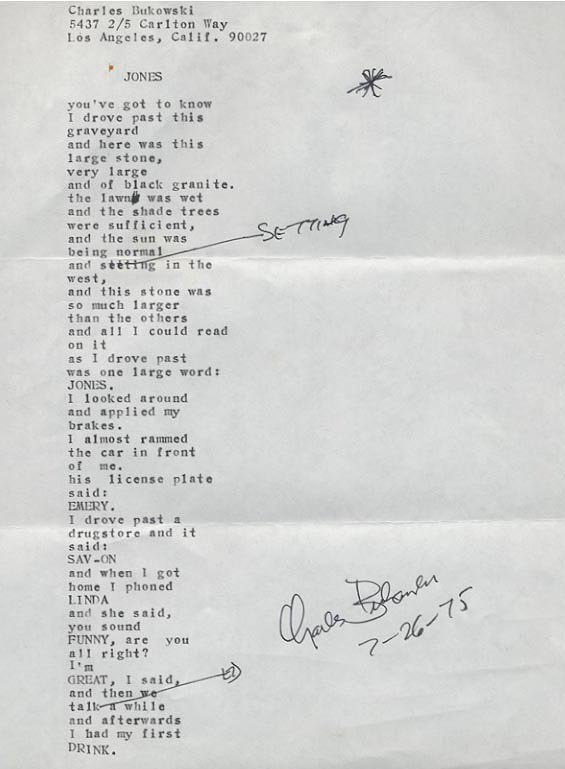 Charles Bukowski
5437 2/5 Carlton Way
Los Angeles, Calif. 90027
JONES
you've got to know
I drove past this
graveyard
and here was this
large stone,
very large
and of black granite.
the lawn was wet
and the shade trees
were sufficient,
and the sun was
SETTING
being normal
and stting in the
west,
and this stone was
so much larger
than the others
and all I could read
on it
as I drove past
was one large word:
JONES.
I looked around
and applied my
brakes.
I almost rammed
the car in front
of me.
his license plate
said:
EMERY.
I drove past a
drugstore and it
said:
SAV-ON
and when I got
home I phoned
LINDA
and she said,
you sound
FUNNY, are you
all right?
I'm
GREAT, I said,
and then we
talk a while
and afterwards
I had my first
DRINK.
ED
Charles Bukowski
7-26-75